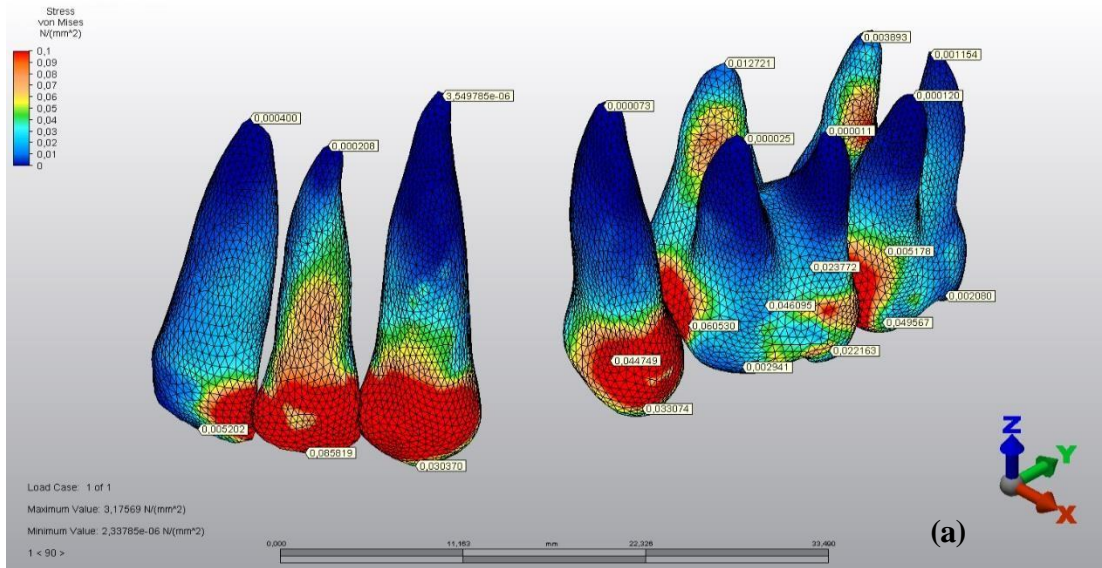 Stress
von Mises
N/(mm^2)
0,1
0,09
0,08
0,07
0,06
0,05
0,04
0,03
0,02
0,01
0
0,000400
0,000208
3,549785e-06
0,000073
0,012721
0,000025
0,000011
0,003893
0,001154
0,000120
0,005178
0,023772
0,046095
0,002080
0,060530
0,049567
0,022163
0,002941
0,044749
0,033074
0,005202
0,085819
0,030370
Load Case: 1 of 1
Maximum Value: 3,17569 N/(mm^2)
Minimum Value: 2,33785e-06 N/(mm^2)
1 < 90 >
0,000 11,163 mm 22,326 33,490
Z
Y
X
(a)